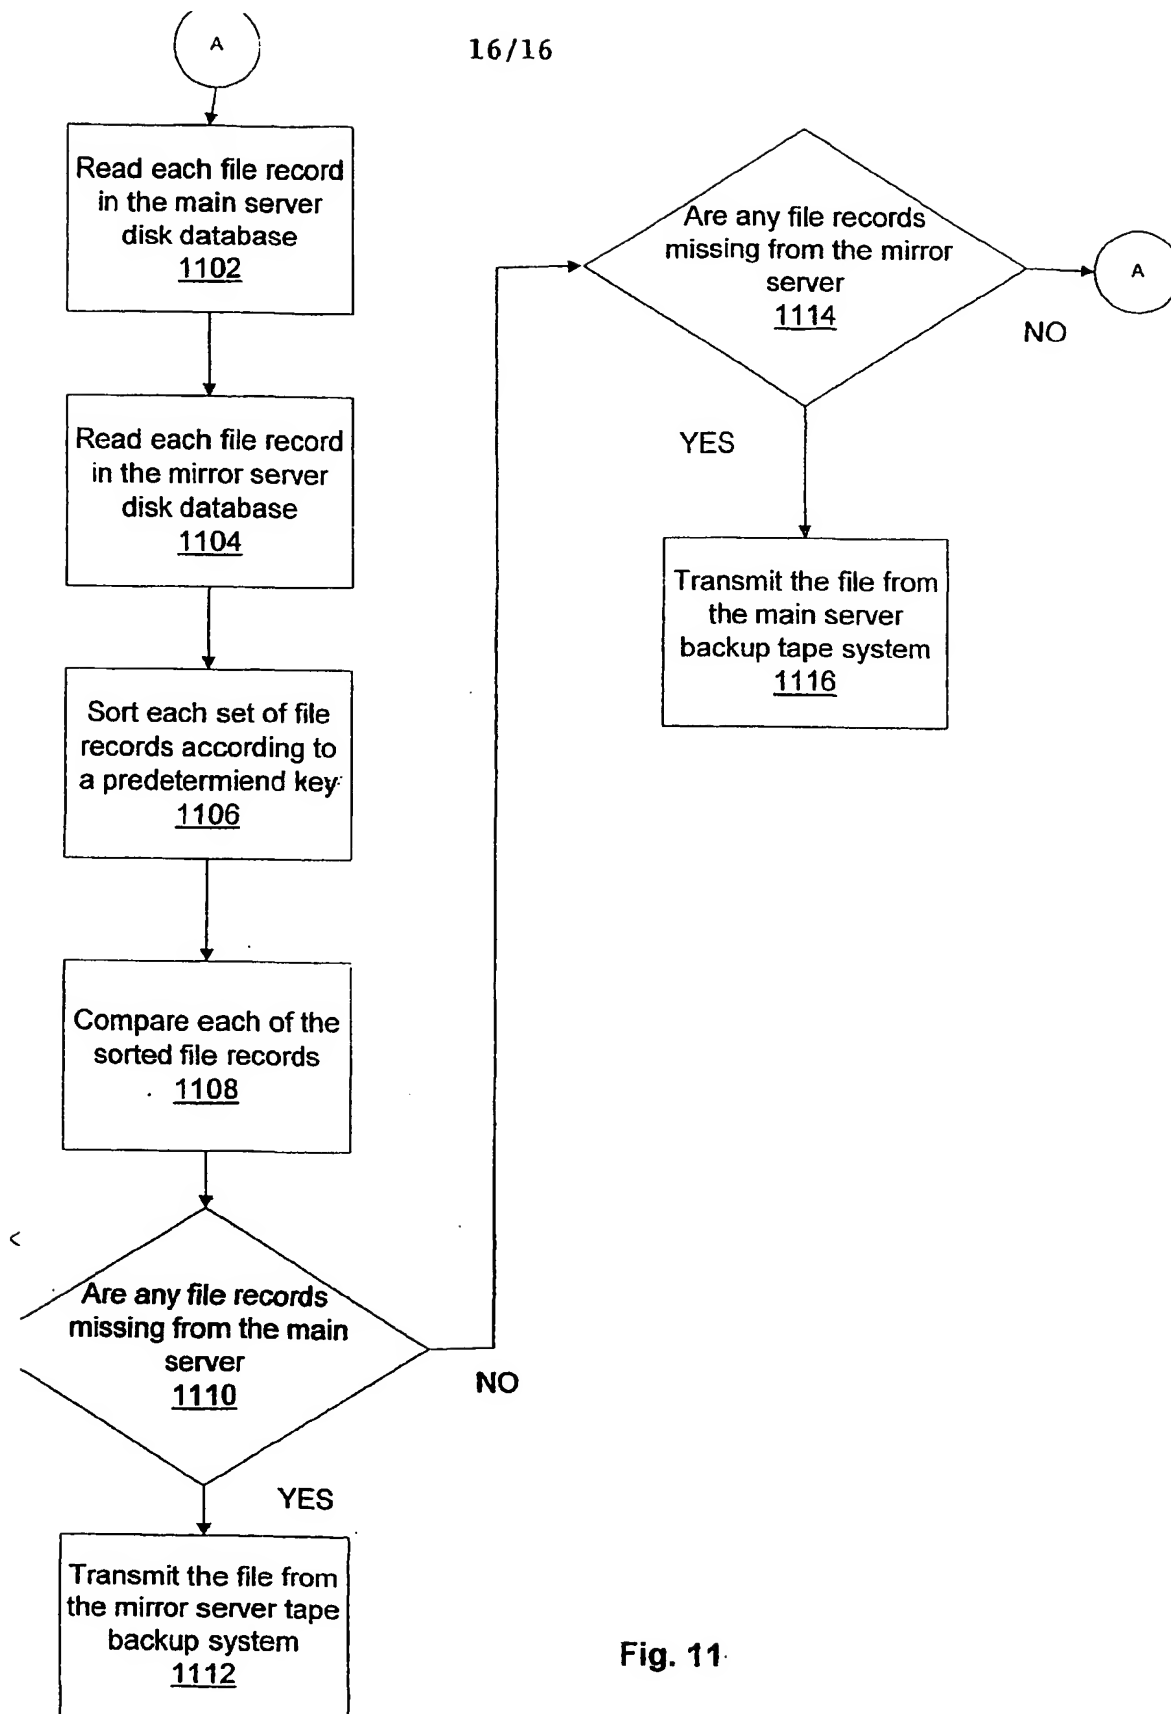 A
16/16
Read each file record
in the main server
disk database
1102
Read each file record
in the mirror server
disk database
1104
Sort each set of file
records according to
a predetermiend key
1106
Compare each of the
sorted file records
1108
Are any file records
missing from the main
server
1110
NO
YES
Transmit the file from
the mirror server tape
backup system
1112
Are any file records
missing from the mirror
server
1114
A
NO
YES
Transmit the file from
the main server
backup tape system
1116
Fig. 11